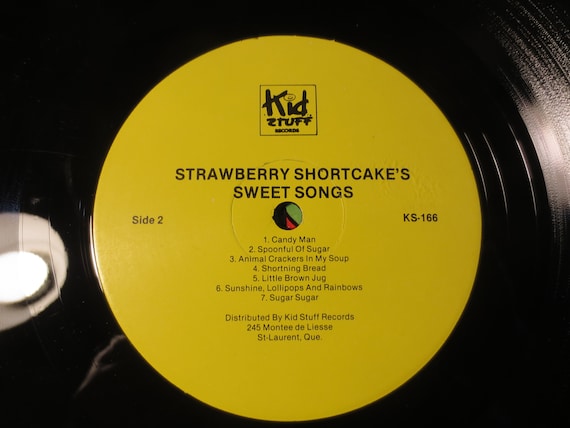 Kid
STUFF
RECORDS
STRAWBERRY SHORTCAKE'S
SWEET SONGS
Side 2
KS-166
1. Candy Man
2. Spoonful Of Sugar
3. Animal Crackers In My Soup
4. Shortning Bread
5. Little Brown Jug
6. Sunshine, Lollipops And Rainbows
7. Sugar Sugar
Distributed By Kid Stuff Records
245 Montee de Liesse
St-Laurent, Que.